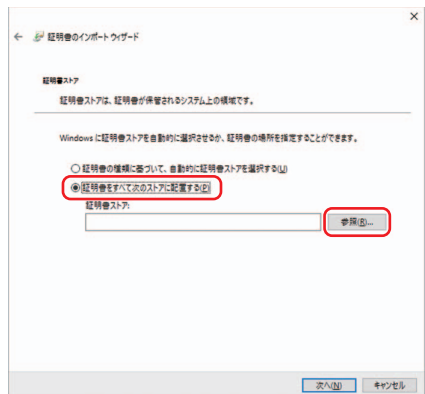 証明書のインポート ウィザード
証明書ストア
証明書ストアは、証明書が保管されるシステム上の領域です。
Windows に証明書ストアを自動的に選択させるか、証明書の場所を指定することができます。
証明書の種類に基づいて、自動的に証明書ストアを選択する(U)
証明書をすべて次のストアに配置する(P)
証明書ストア:
参照(R)...
次へ(N)
キャンセル